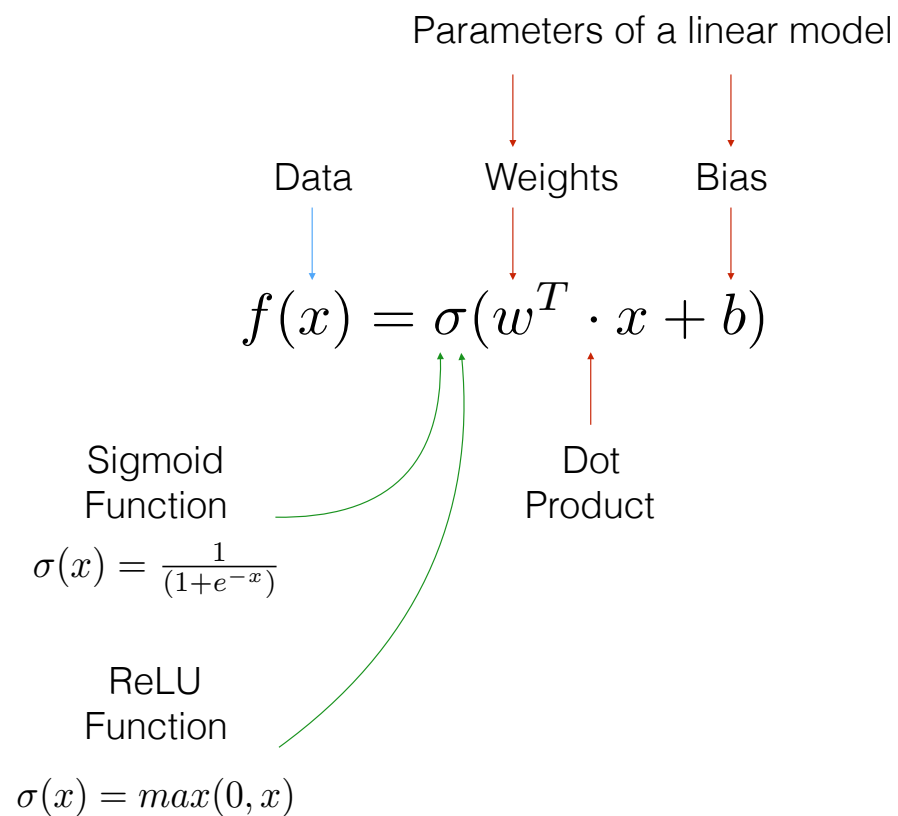 Parameters of a linear model
Data Weights Bias
f(x) = σ(w^T · x + b)
Sigmoid
Function
σ(x) = 1/(1+e^{-x})
Dot
Product
ReLU
Function
σ(x) = max(0, x)